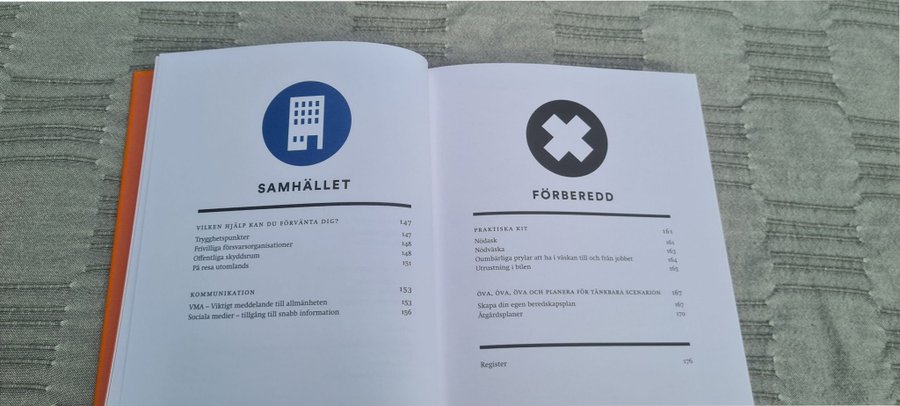 SAMHÄLLET
VILKEN HJÄLP KAN DU FÖRVÄNTA DIG? 147
Trygghetspunkter 147
Frivilliga försvarsorganisationer 148
Offentliga skyddsrum 148
På resa utomlands 151
KOMMUNIKATION 153
VMA – Viktigt meddelande till allmänheten 153
Sociala medier – tillgång till snabb information 156
FÖRBEREDD
PRAKTISKA KIT 161
Nödask 161
Nödväska 163
Oumbärliga prylar att ha i väskan till och från jobbet 164
Utrustning i bilen 165
ÖVA, ÖVA, ÖVA OCH PLANERA FÖR TÄNKBARA SCENARION 167
Skapa din egen beredskapsplan 167
Åtgärdsplaner 170
Register 176